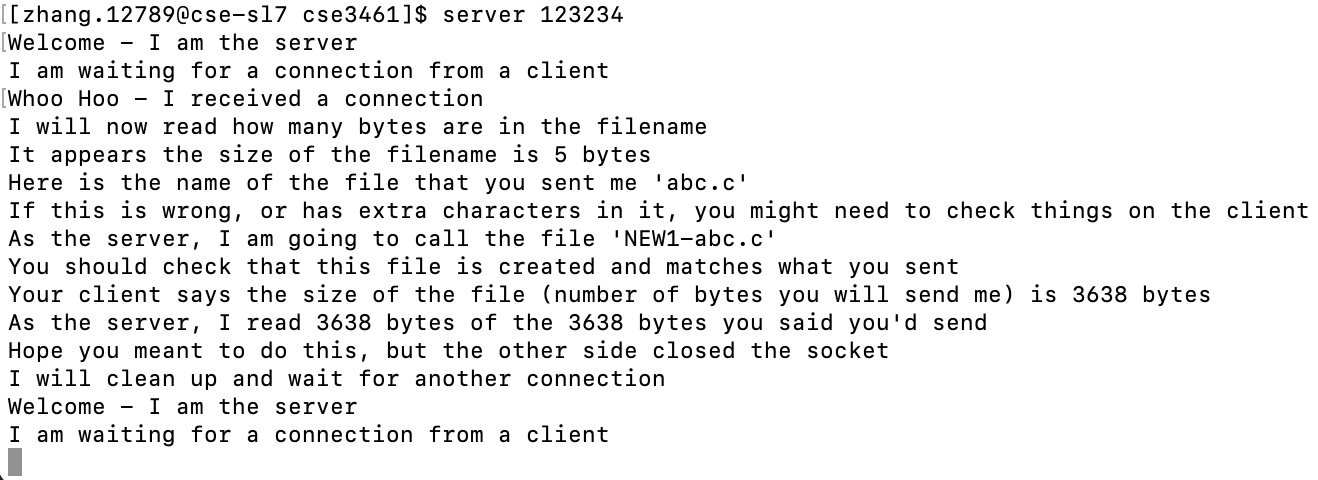 [[zhang.12789@cse-sl7 cse3461]$ server 123234
[Welcome - I am the server
I am waiting for a connection from a client
[Whoo Hoo - I received a connection
I will now read how many bytes are in the filename
It appears the size of the filename is 5 bytes
Here is the name of the file that you sent me 'abc.c'
If this is wrong, or has extra characters in it, you might need to check things on the client
As the server, I am going to call the file 'NEW1-abc.c'
You should check that this file is created and matches what you sent
Your client says the size of the file (number of bytes you will send me) is 3638 bytes
As the server, I read 3638 bytes of the 3638 bytes you said you'd send
Hope you meant to do this, but the other side closed the socket
I will clean up and wait for another connection
Welcome - I am the server
I am waiting for a connection from a client